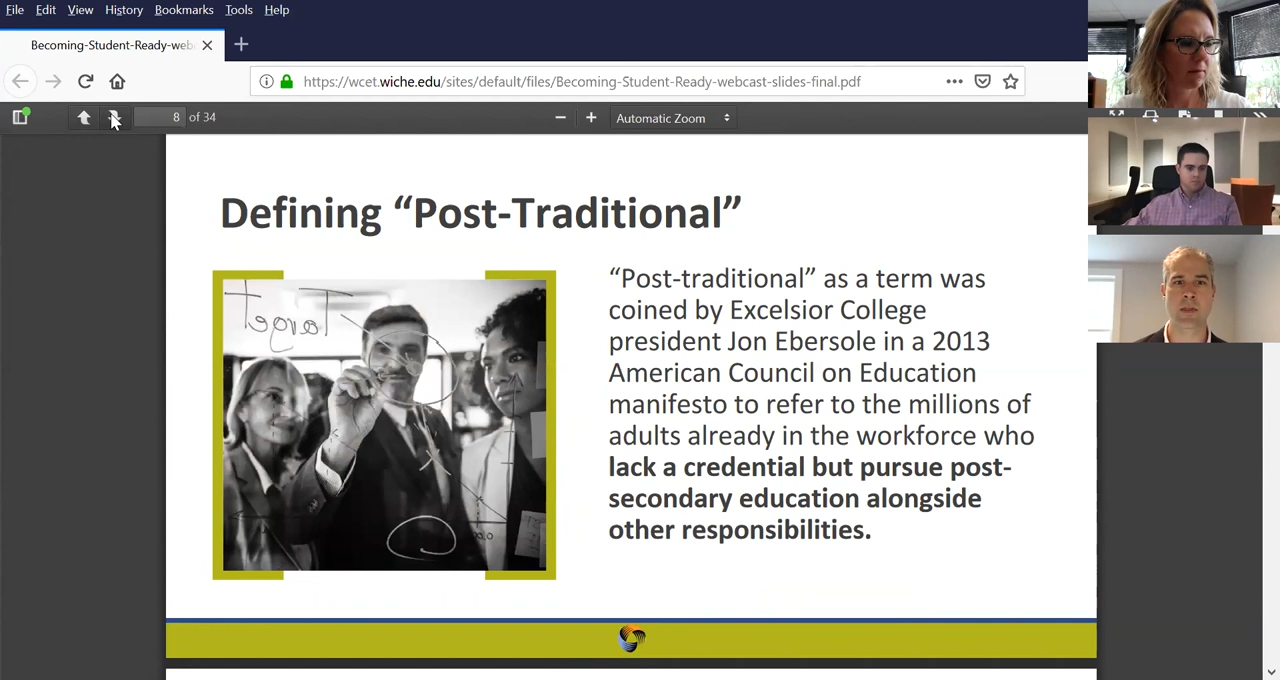 File Edit View History Bookmarks Tools Help
Becoming-Student-Ready-web
https://wcet.wiche.edu/sites/default/files/Becoming-Student-Ready-webcast-slides-final.pdf
8 of 34
Automatic Zoom
Defining “Post-Traditional”
Target
“Post-traditional” as a term was
coined by Excelsior College
president Jon Ebersole in a 2013
American Council on Education
manifesto to refer to the millions of
adults already in the workforce who
lack a credential but pursue post-
secondary education alongside
other responsibilities.